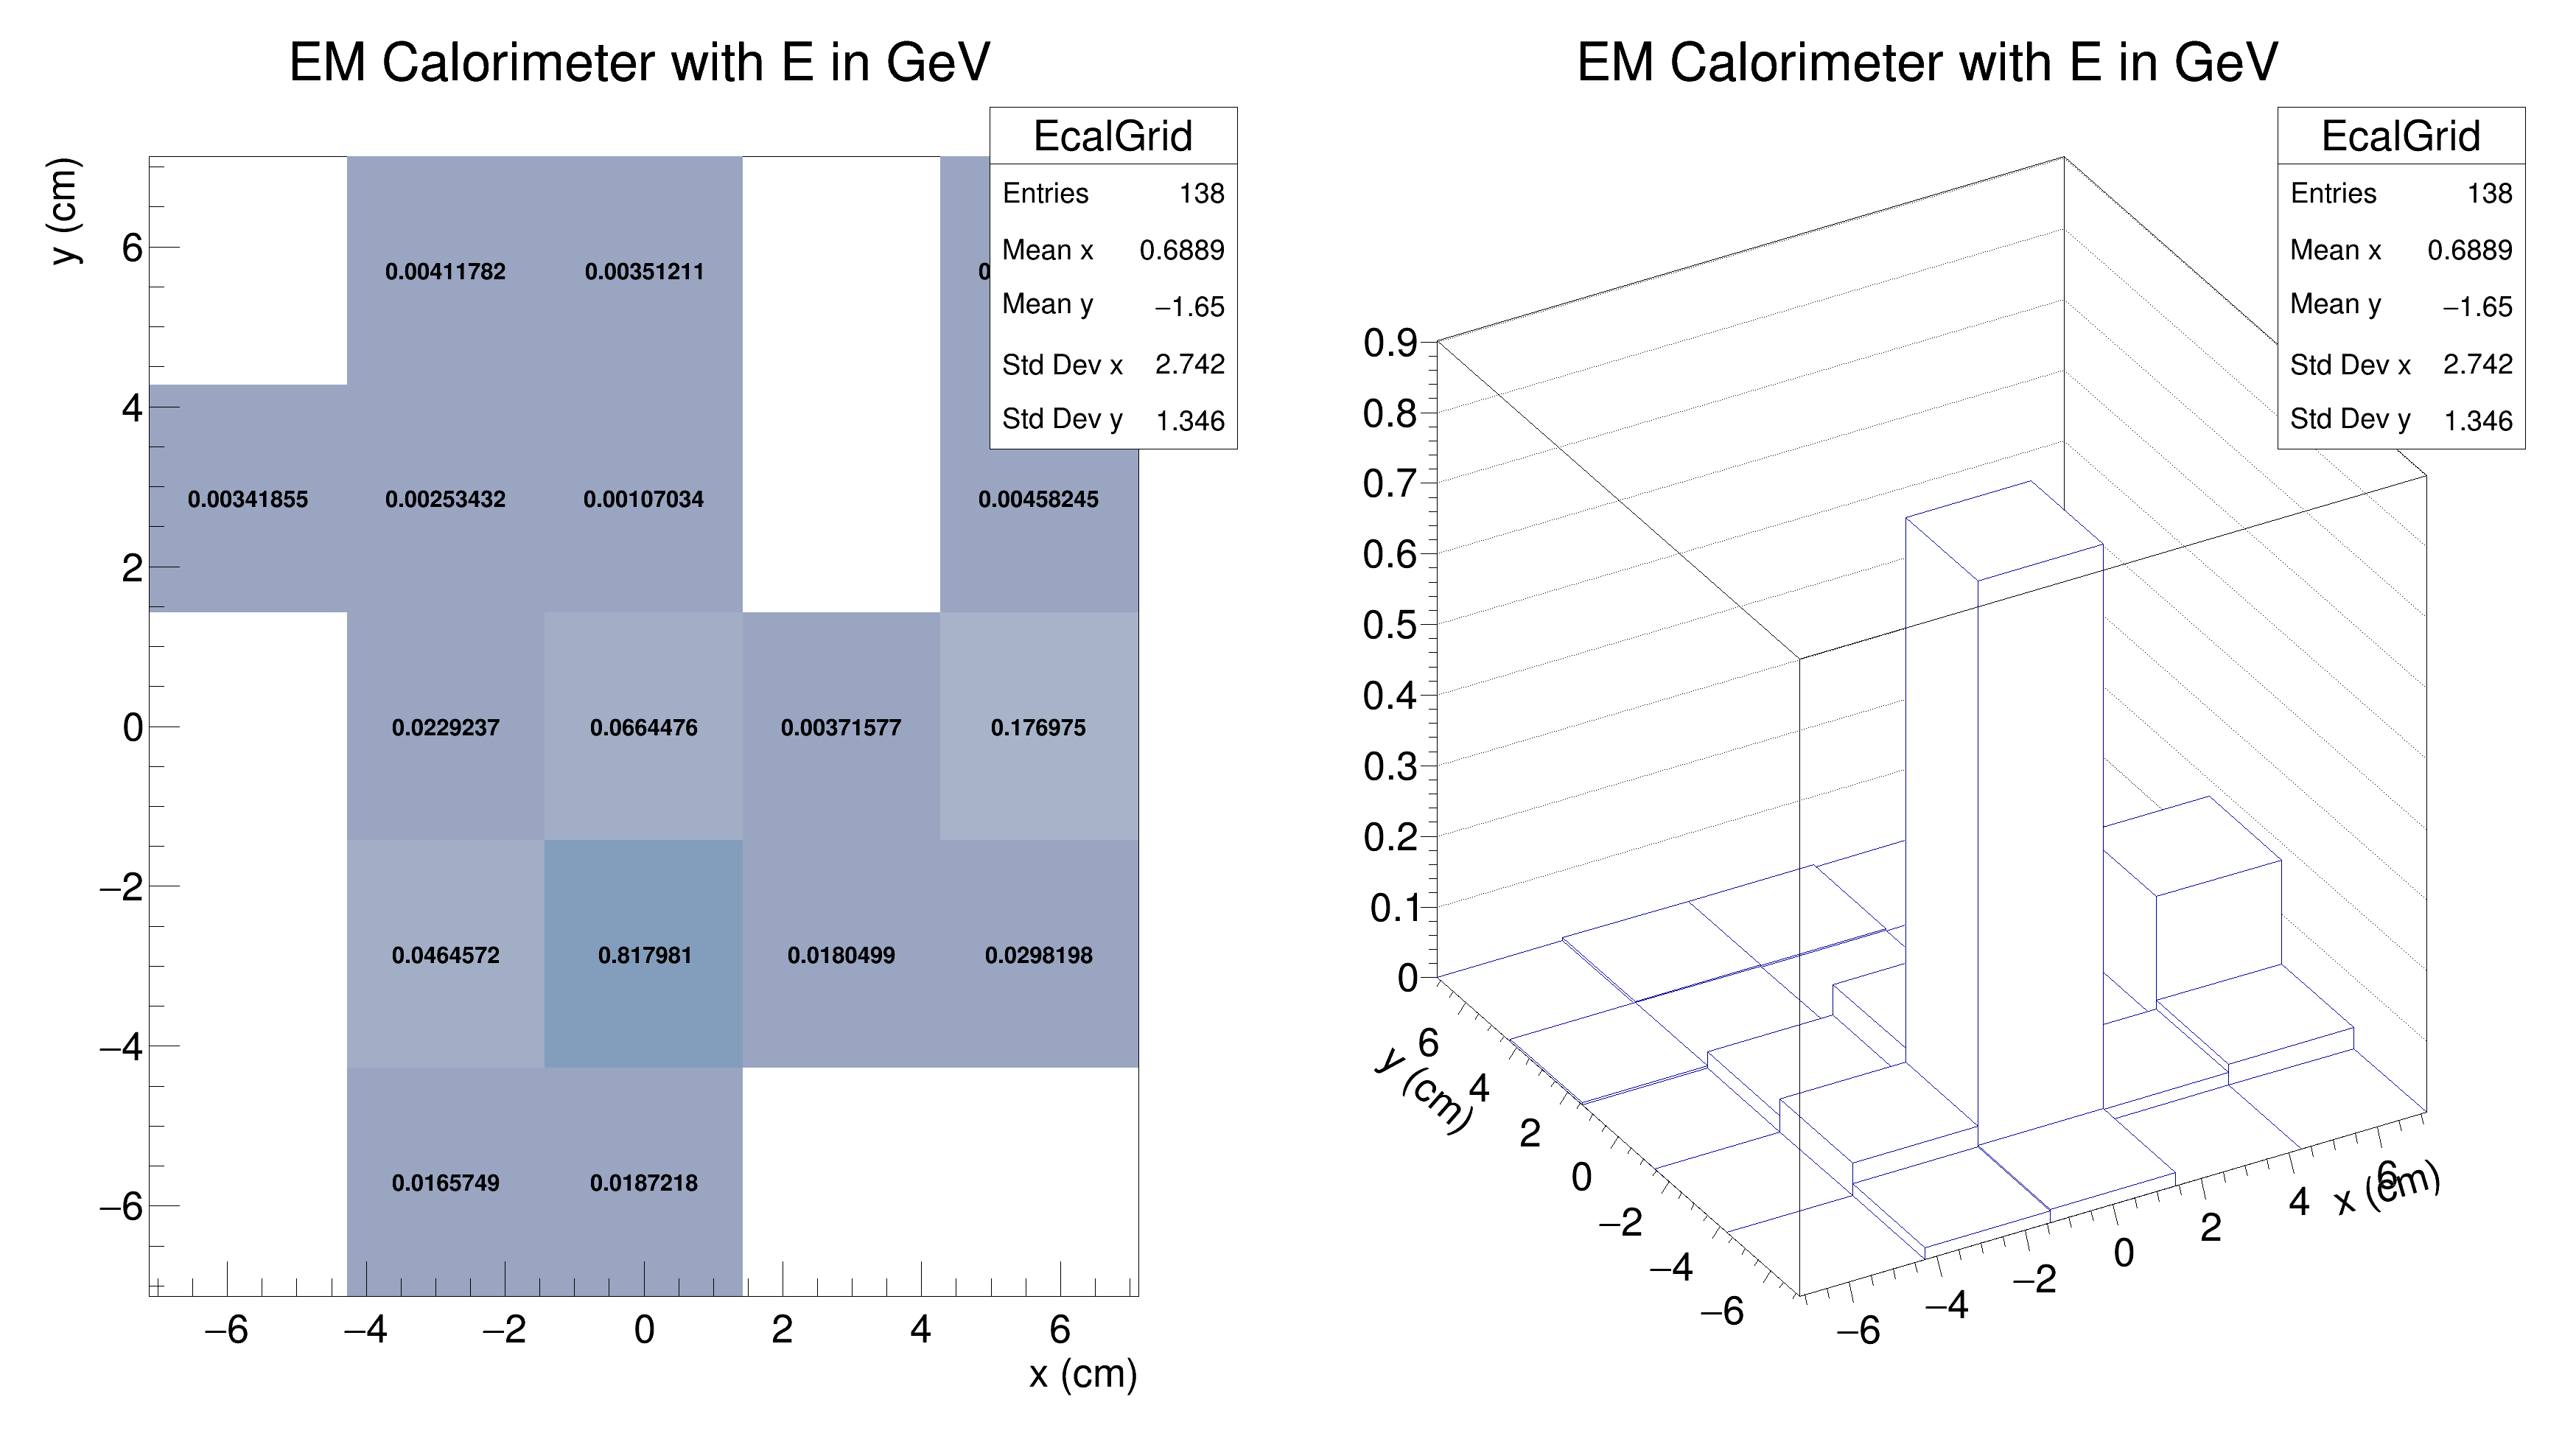 EM Calorimeter with E in GeV
EcalGrid
Entries 138
Mean x 0.6889
Mean y −1.65
Std Dev x 2.742
Std Dev y 1.346
y (cm)
6
4
2
0
−2
−4
−6
0.00411782 0.00351211
0.00341855 0.00253432 0.00107034 0.00458245
0.0229237 0.0664476 0.00371577 0.176975
0.0464572 0.817981 0.0180499 0.0298198
0.0165749 0.0187218
−6 −4 −2 0 2 4 6
x (cm)
EM Calorimeter with E in GeV
EcalGrid
Entries 138
Mean x 0.6889
Mean y −1.65
Std Dev x 2.742
Std Dev y 1.346
0.9
0.8
0.7
0.6
0.5
0.4
0.3
0.2
0.1
0
6
4
2
0
−2
−4
−6
y (cm)
−6 −4 −2 0 2 4 6
x (cm)